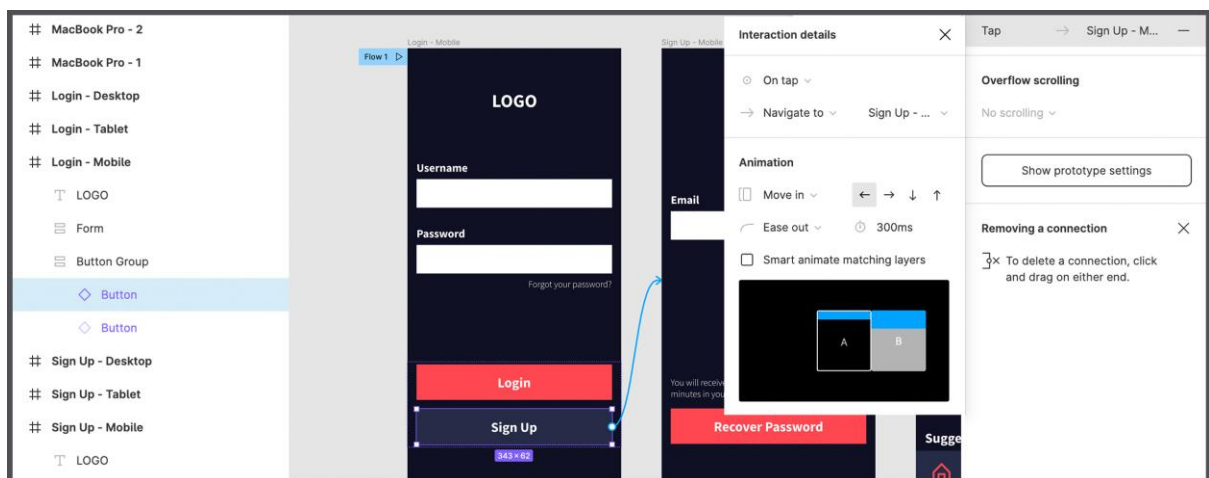 MacBook Pro - 2
MacBook Pro - 1
Login - Desktop
Login - Tablet
Login - Mobile
LOGO
Form
Button Group
Button
Button
Sign Up - Desktop
Sign Up - Tablet
Sign Up - Mobile
LOGO
Login - Mobile
Flow 1
LOGO
Username
Password
Forgot your password?
Login
Sign Up
343 × 62
Sign Up - Mobile
Email
You will receive
minutes in you
Recover Password
Interaction details
On tap
Navigate to Sign Up - ...
Animation
Move in
Ease out 300ms
Smart animate matching layers
A B
Sugge
Tap → Sign Up - M...
Overflow scrolling
No scrolling
Show prototype settings
Removing a connection
To delete a connection, click
and drag on either end.